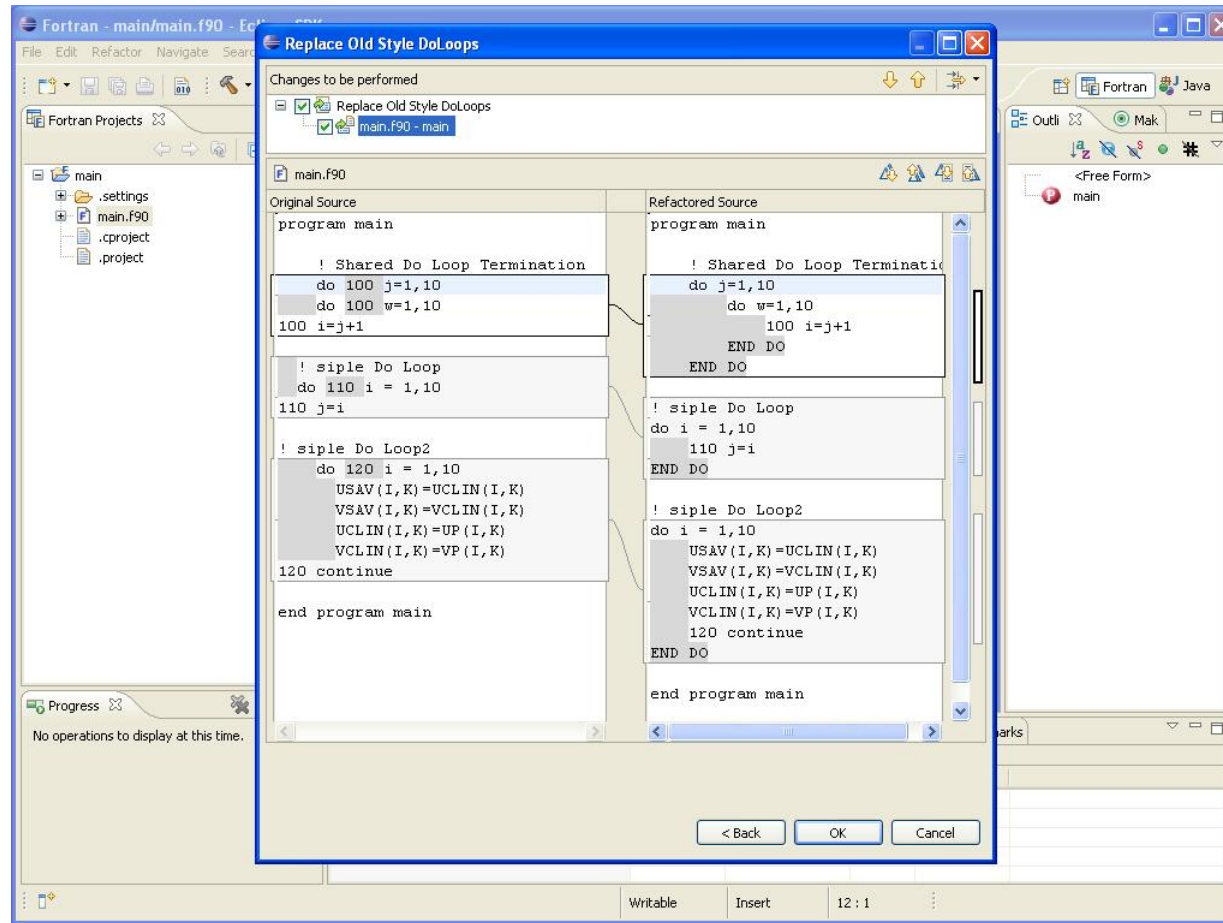 Fortran - main/main.f90 - Ec
File Edit Refactor Navigate Searc
Fortran
Java
Fortran Projects
main
.settings
main.f90
.cproject
.project
Progress
No operations to display at this time.
Replace Old Style DoLoops
Changes to be performed
Replace Old Style DoLoops
main.f90 - main
main.f90
Original Source
program main
! Shared Do Loop Termination
do 100 j=1,10
do 100 w=1,10
100 i=j+1
! siple Do Loop
do 110 i = 1,10
110 j=i
! siple Do Loop2
do 120 i = 1,10
USAV(I,K)=UCLIN(I,K)
VSAV(I,K)=VCLIN(I,K)
UCLIN(I,K)=UP(I,K)
VCLIN(I,K)=VP(I,K)
120 continue
end program main
Refactored Source
program main
! Shared Do Loop Terminatio
do j=1,10
do w=1,10
100 i=j+1
END DO
END DO
! siple Do Loop
do i = 1,10
110 j=i
END DO
! siple Do Loop2
do i = 1,10
USAV(I,K)=UCLIN(I,K)
VSAV(I,K)=VCLIN(I,K)
UCLIN(I,K)=UP(I,K)
VCLIN(I,K)=VP(I,K)
120 continue
END DO
end program main
< Back
OK
Cancel
Outli
Mak
<Free Form>
main
arks
Writable
Insert
12 : 1